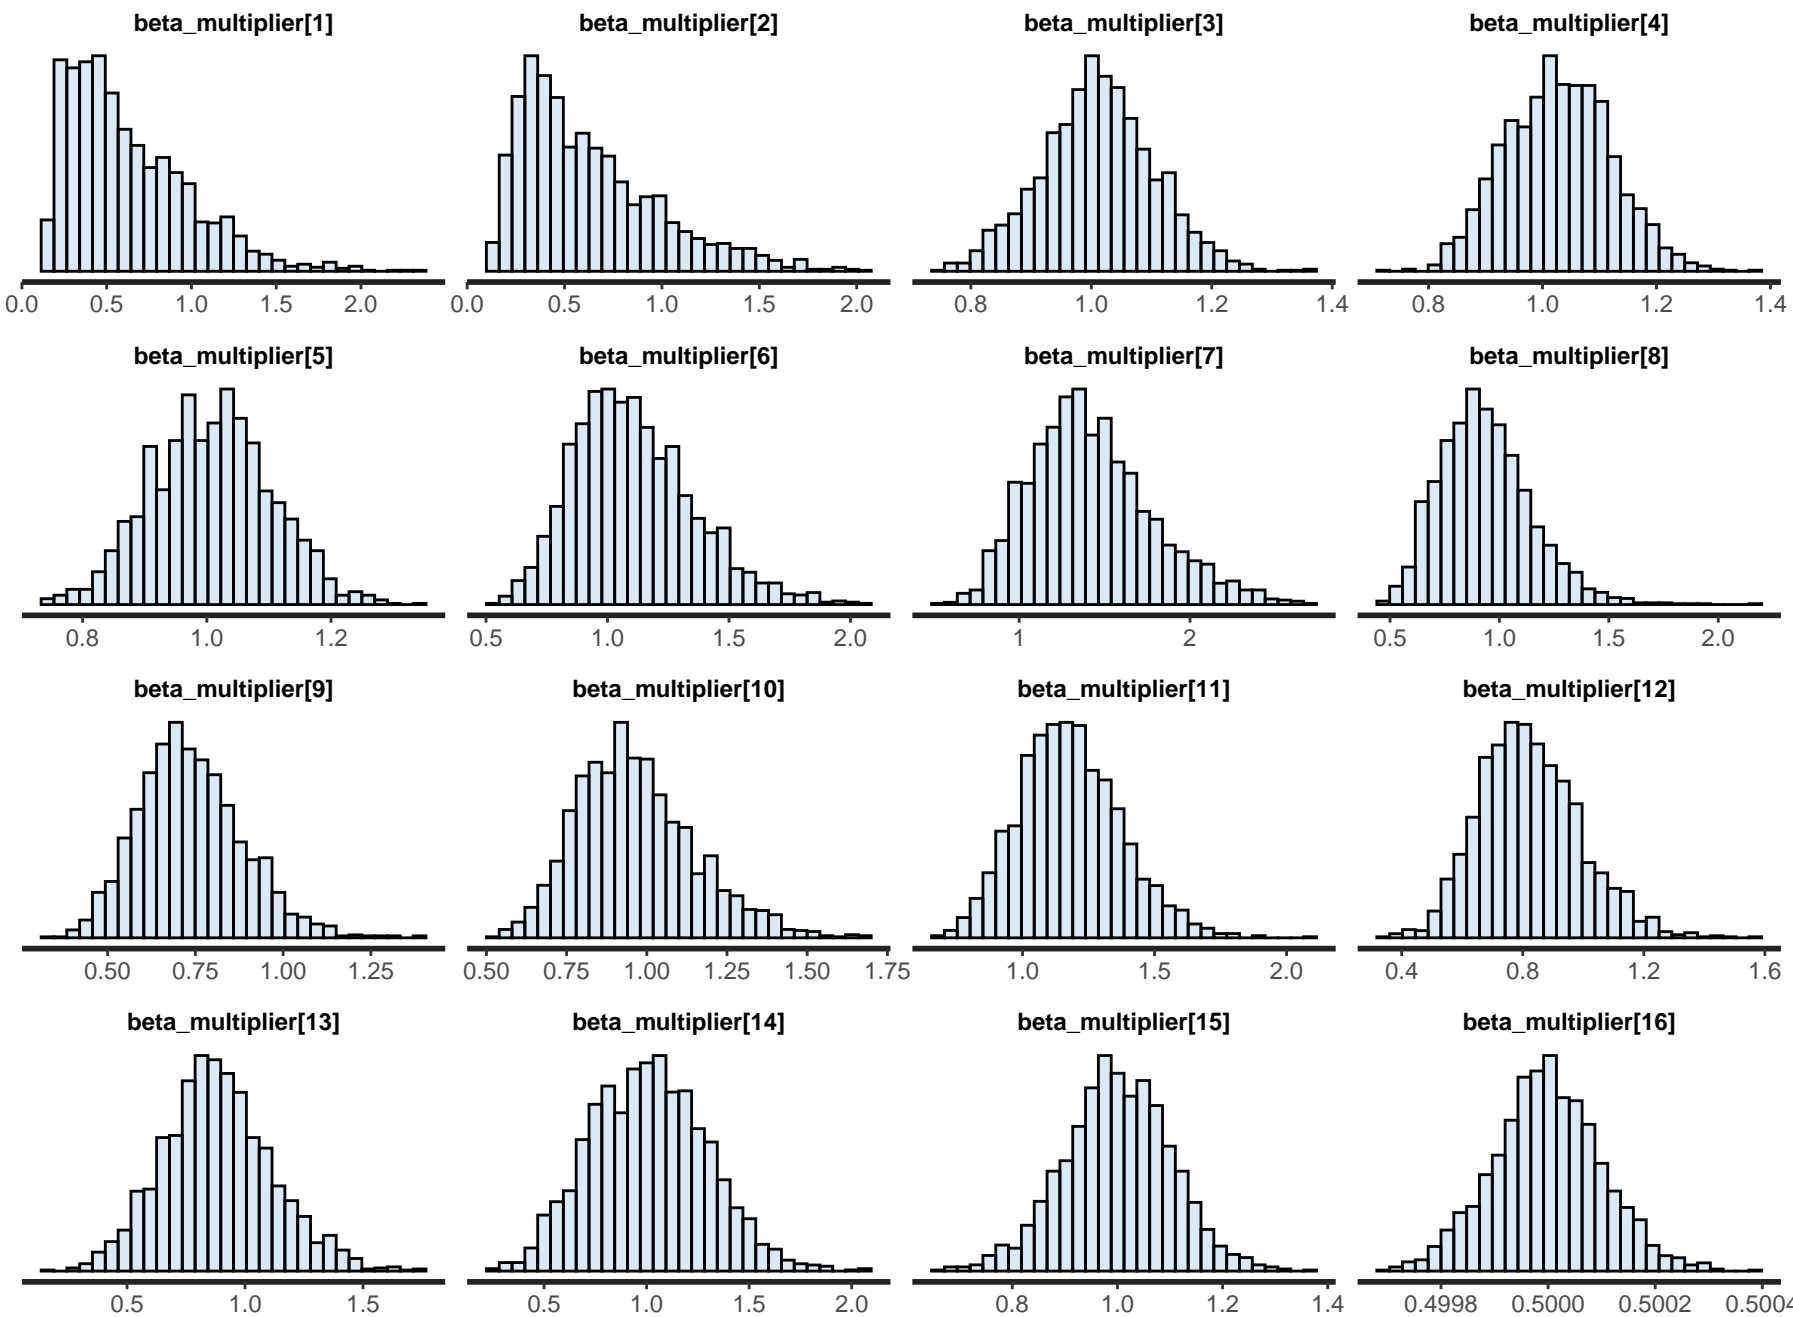 beta_multiplier[1] beta_multiplier[2] beta_multiplier[3] beta_multiplier[4]
0.0 0.5 1.0 1.5 2.0 0.0 0.5 1.0 1.5 2.0 0.8 1.0 1.2 1.4 0.8 1.0 1.2 1.4
beta_multiplier[5] beta_multiplier[6] beta_multiplier[7] beta_multiplier[8]
0.8 1.0 1.2 0.5 1.0 1.5 2.0 1 2 0.5 1.0 1.5 2.0
beta_multiplier[9] beta_multiplier[10] beta_multiplier[11] beta_multiplier[12]
0.50 0.75 1.00 1.25 0.50 0.75 1.00 1.25 1.50 1.75 1.0 1.5 2.0 0.4 0.8 1.2 1.6
beta_multiplier[13] beta_multiplier[14] beta_multiplier[15] beta_multiplier[16]
0.5 1.0 1.5 0.5 1.0 1.5 2.0 0.8 1.0 1.2 1.4 0.4998 0.5000 0.5002 0.5004